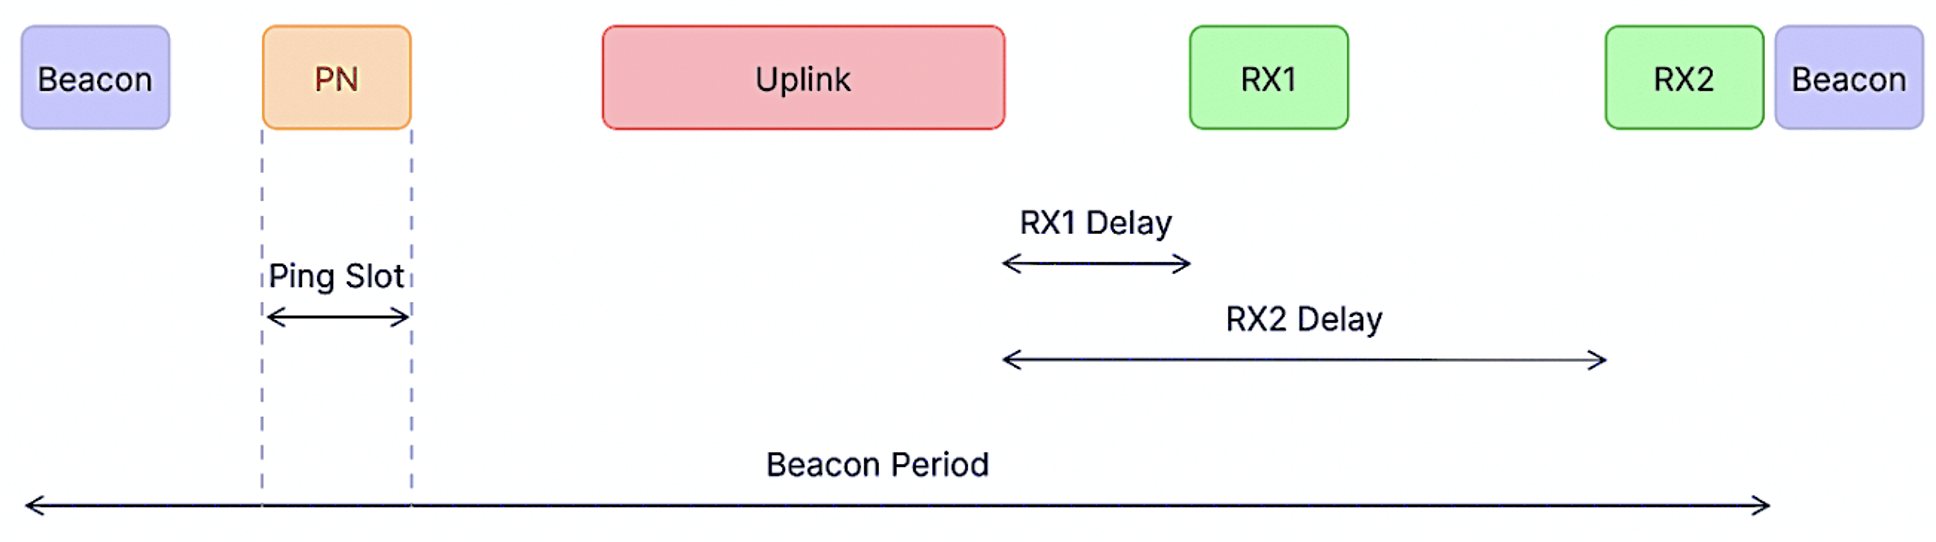 Beacon
PN
Uplink
RX1
RX2
Beacon
RX1 Delay
Ping Slot
RX2 Delay
Beacon Period